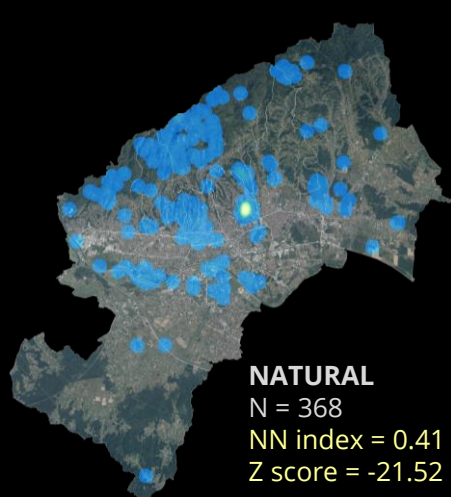 NATURAL
N = 368
NN index = 0.41
Z score = -21.52